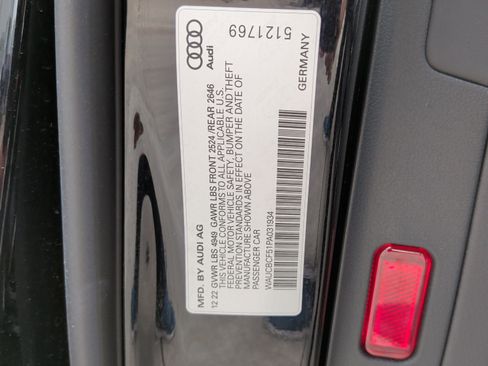 Audi
5121769
GERMANY
MFD. BY AUDI AG
12.22 GVWR LBS 4949 GAWR LBS FRONT 2524 /REAR 2646
THIS VEHICLE CONFORMS TO ALL APPLICABLE U.S.
FEDERAL MOTOR VEHICLE SAFETY, BUMPER AND THEFT
PREVENTION STANDARDS IN EFFECT ON THE DATE OF
MANUFACTURE SHOWN ABOVE
PASSENGER CAR
WAUCBCF51PA031934